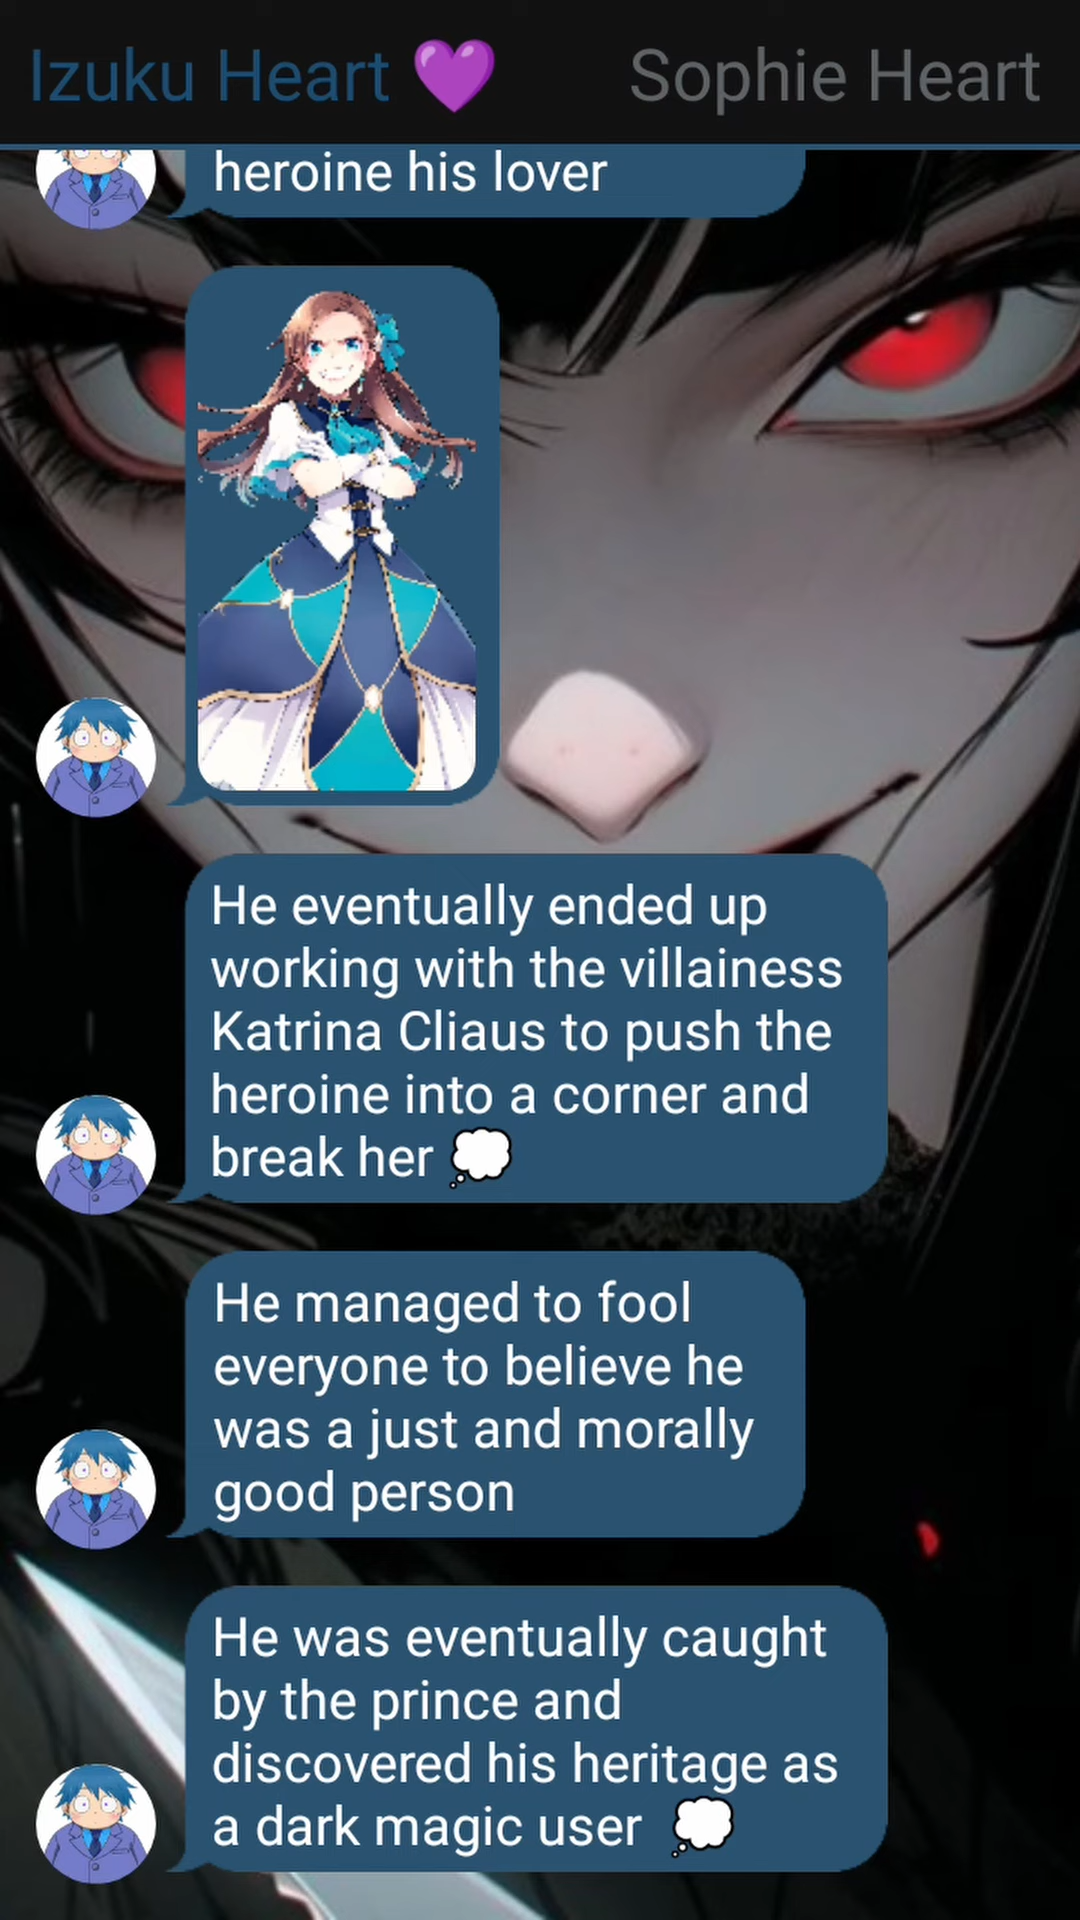 Izuku Heart 💜 Sophie Heart
heroine his lover
He eventually ended up
working with the villainess
Katrina Cliaus to push the
heroine into a corner and
break her 💭
He managed to fool
everyone to believe he
was a just and morally
good person
He was eventually caught
by the prince and
discovered his heritage as
a dark magic user 💭